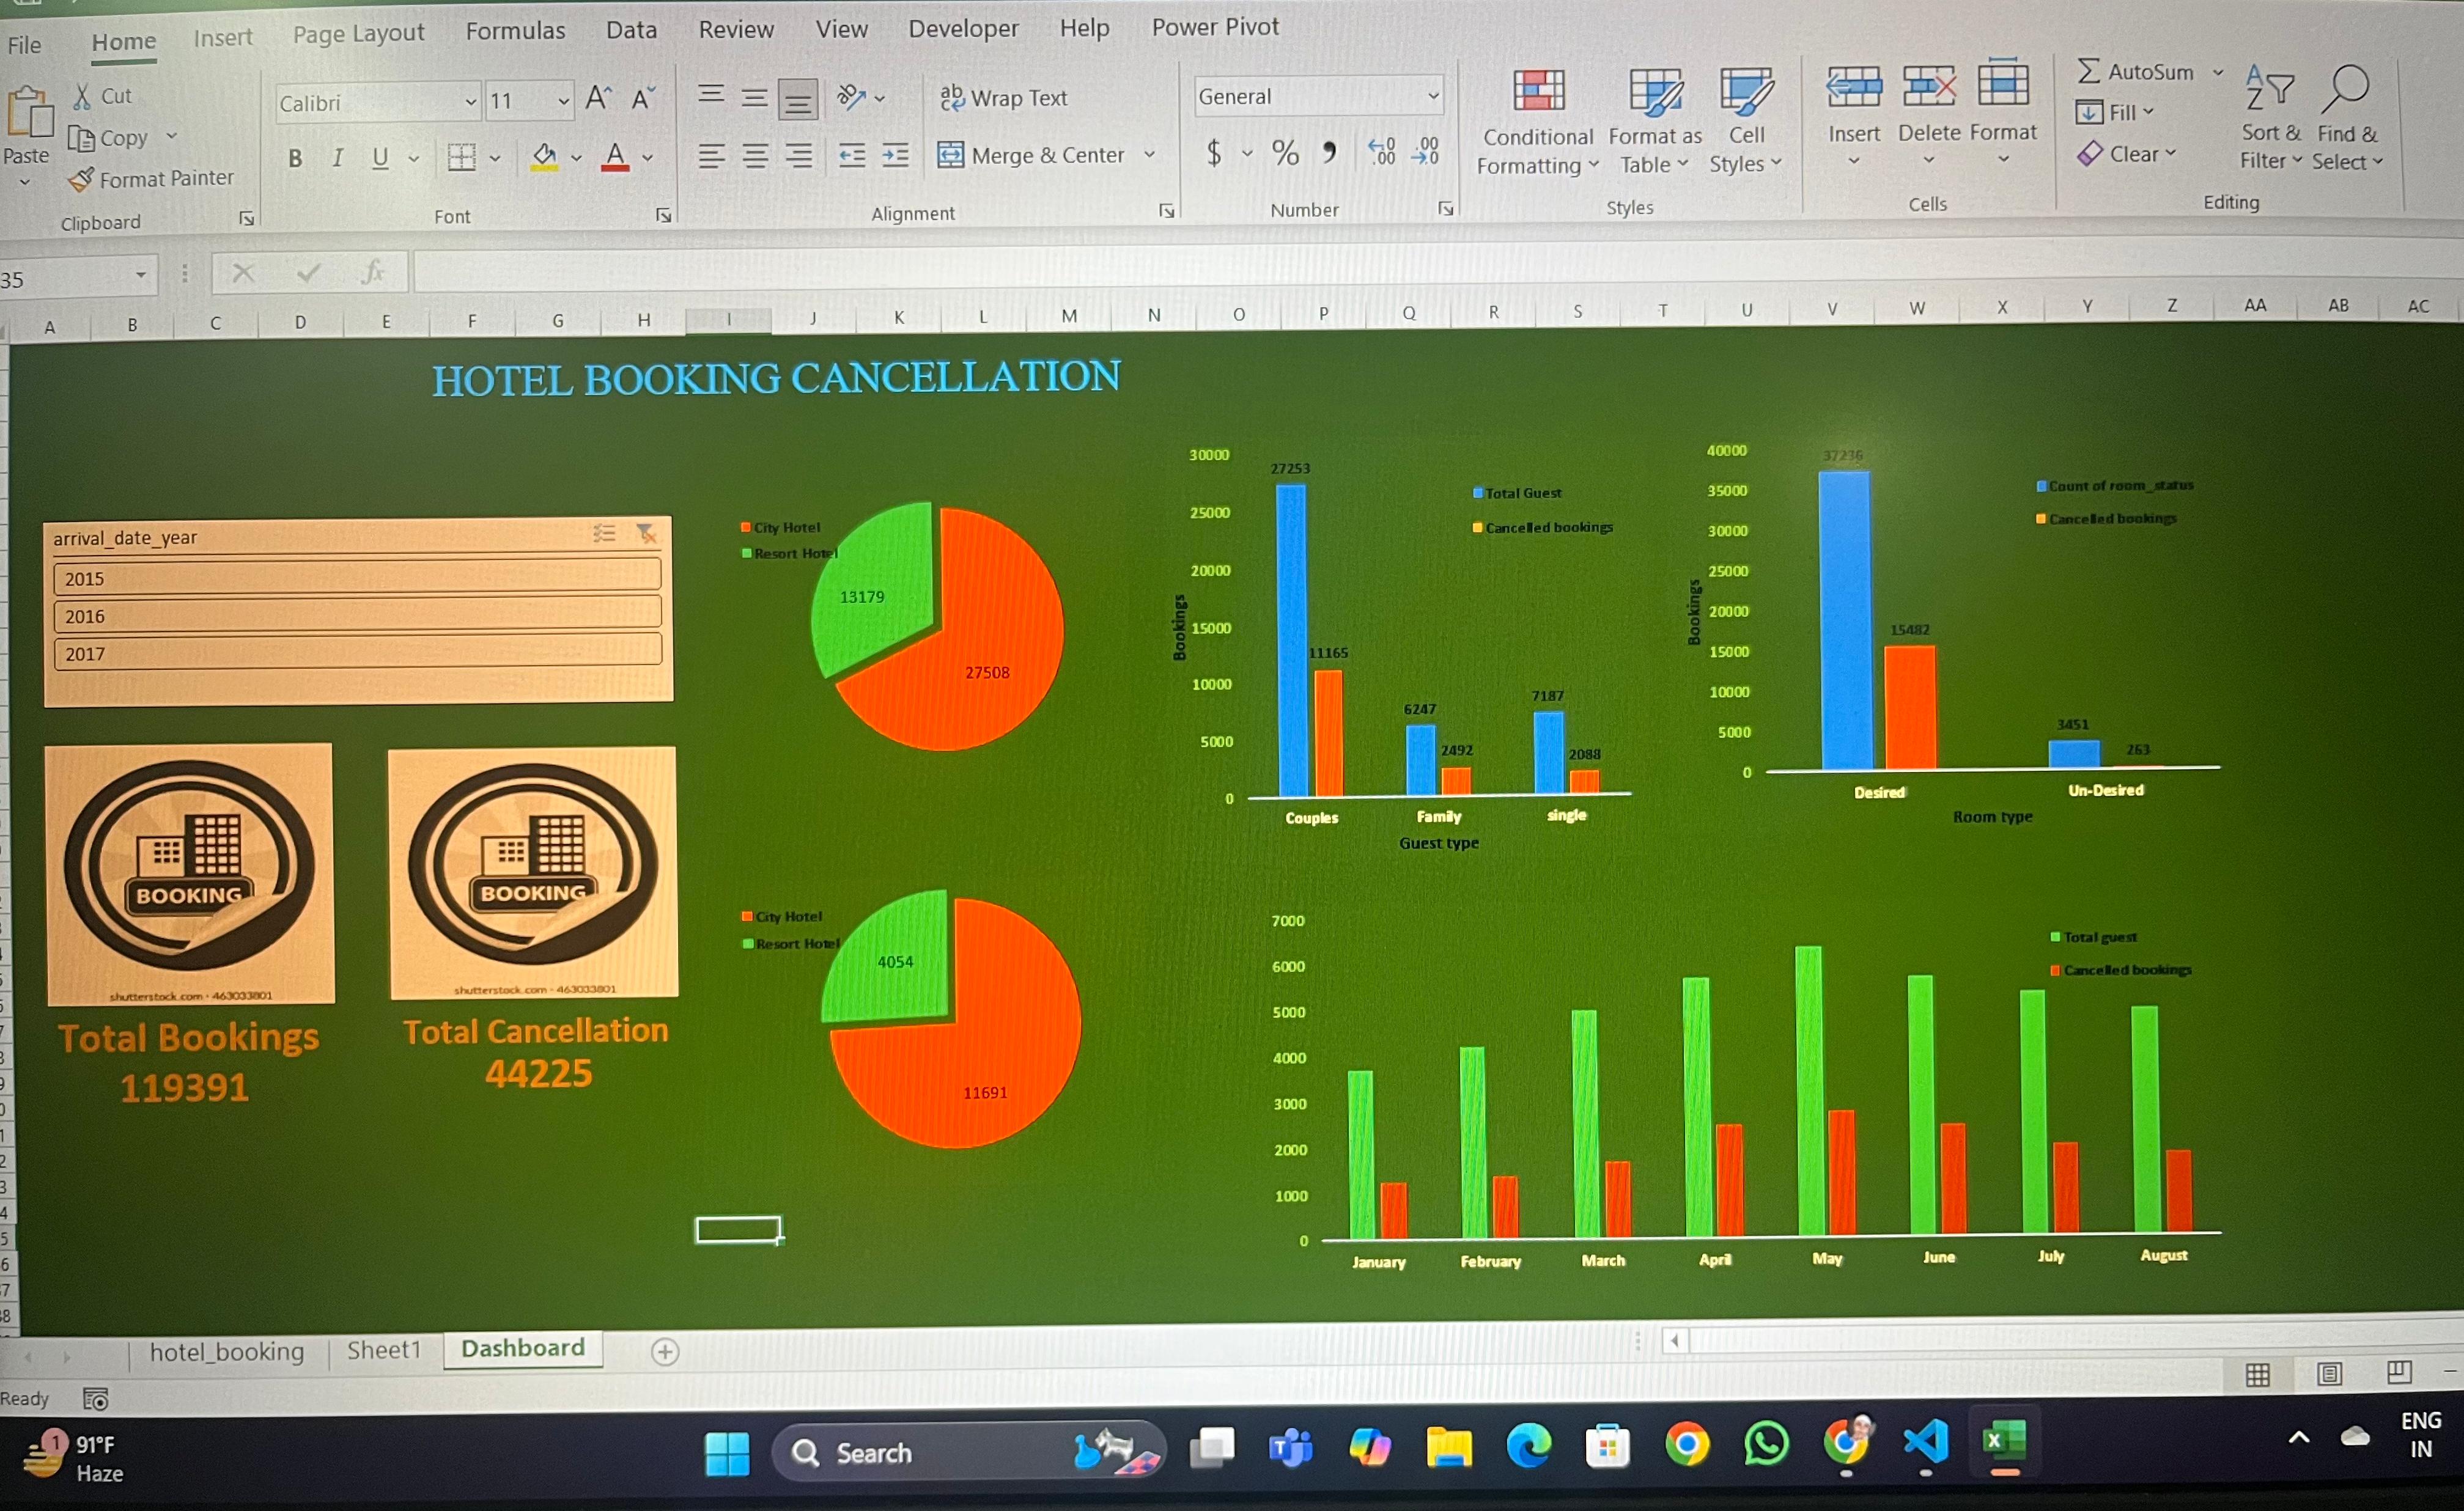 File Home Insert Page Layout Formulas Data Review View Developer Help Power Pivot
Paste
Cut
Copy
Format Painter
Clipboard
Calibri 11
B I U
Font
Wrap Text
Merge & Center
Alignment
General
$ % ,
Number
Conditional Formatting
Format as Table
Cell Styles
Styles
Insert Delete Format
Cells
AutoSum
Fill
Clear
Sort & Filter
Find & Select
Editing
35
fx
A B C D E F G H I J K L M N O P Q R S T U V W X Y Z AA AB AC
HOTEL BOOKING CANCELLATION
arrival_date_year
2015
2016
2017
BOOKING
shutterstock.com · 463033801
Total Bookings
119391
BOOKING
shutterstock.com · 463033801
Total Cancellation
44225
City Hotel
Resort Hotel
13179
27508
City Hotel
Resort Hotel
4054
11691
30000
25000
20000
15000
10000
5000
0
Bookings
27253
11165
6247
2492
7187
2088
Total Guest
Cancelled bookings
Couples Family single
Guest type
40000
35000
30000
25000
20000
15000
10000
5000
0
Bookings
37236
15482
3451
263
Count of room_status
Cancelled bookings
Desired Un-Desired
Room type
7000
6000
5000
4000
3000
2000
1000
0
Total guest
Cancelled bookings
January February March April May June July August
hotel_booking Sheet1 Dashboard
Ready
1
91°F
Haze
Search
ENG
IN